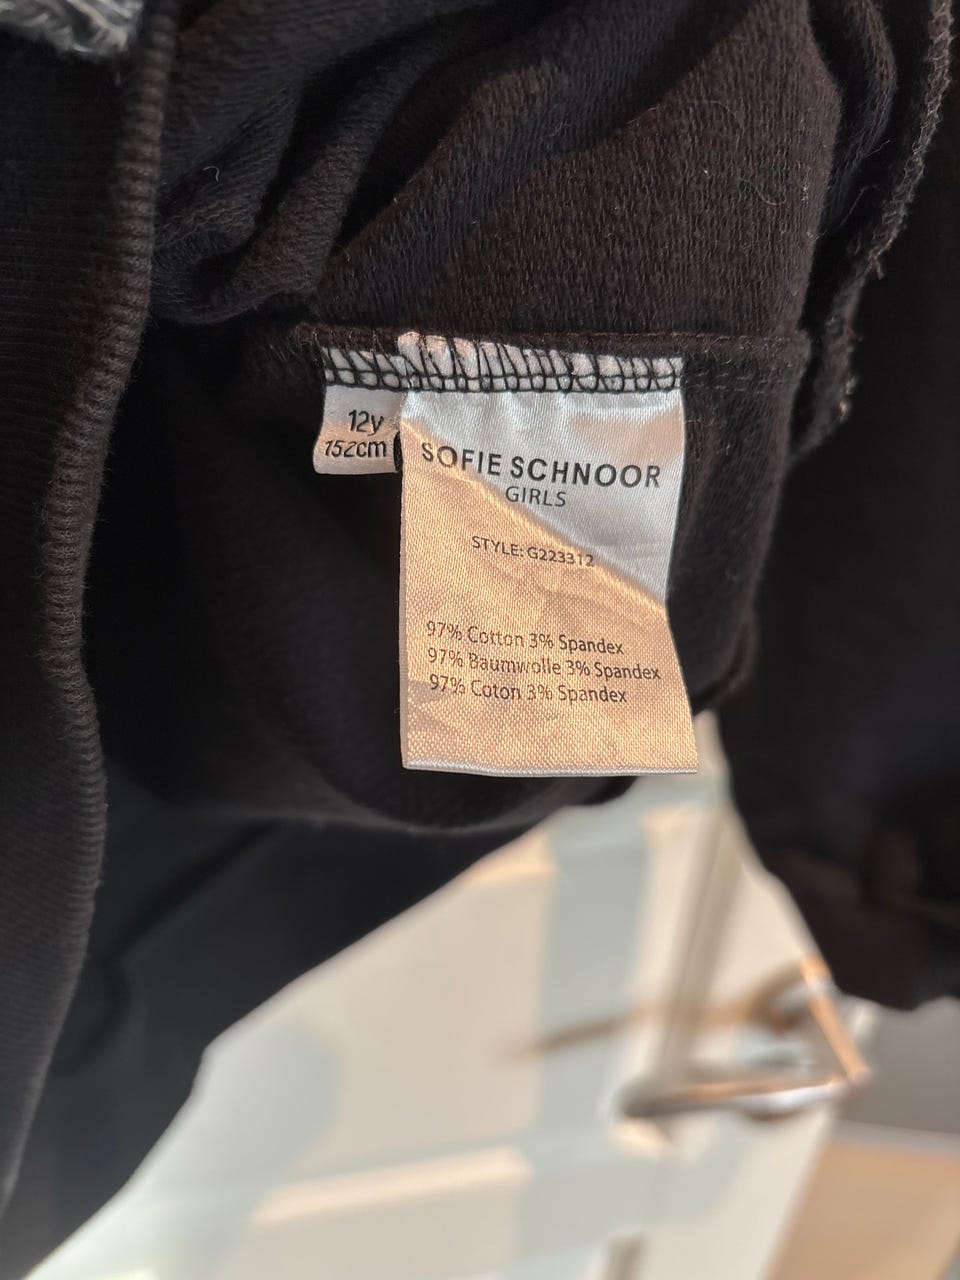 12y
152cm
SOFIE SCHNOOR
GIRLS
STYLE: G223312
97% Cotton 3% Spandex
97% Baumwolle 3% Spandex
97% Coton 3% Spandex